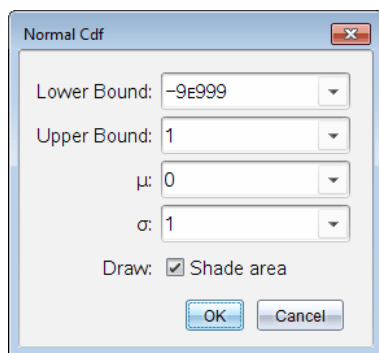 Normal Cdf
Lower Bound: -9E999
Upper Bound: 1
μ: 0
σ: 1
Draw: Shade area
OK Cancel